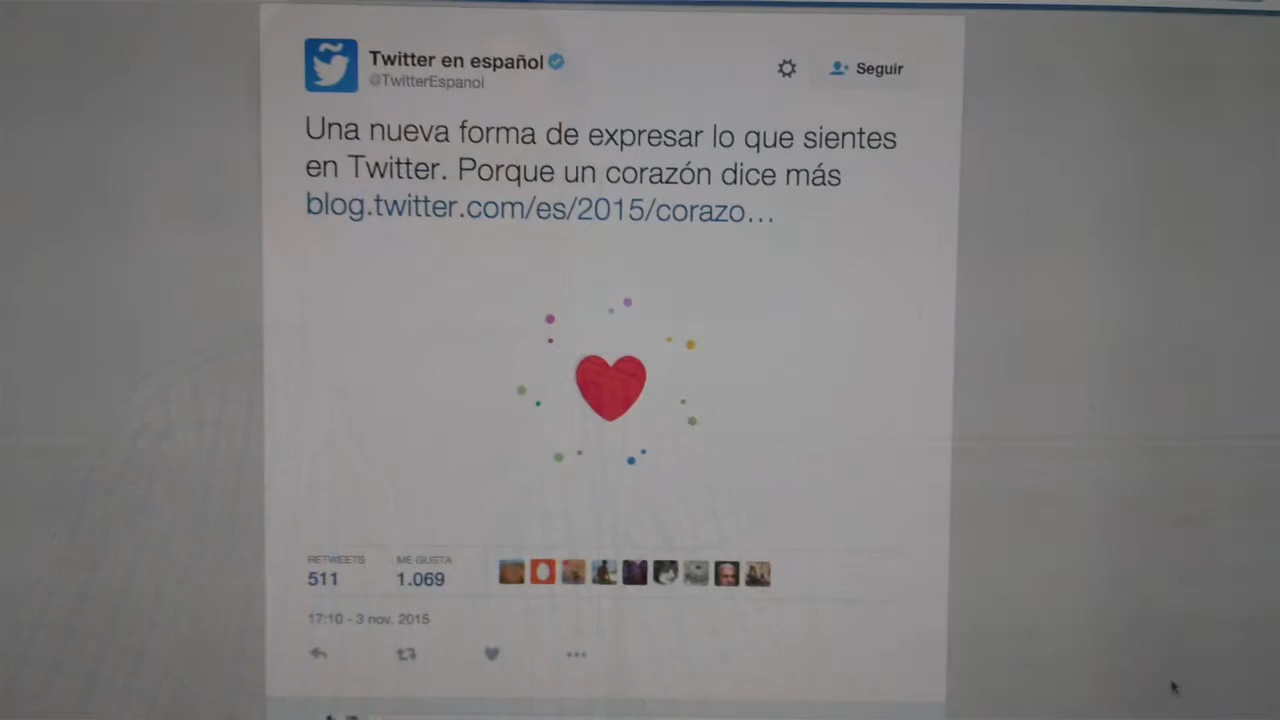 Twitter en español
@TwitterEspanol
Seguir
Una nueva forma de expresar lo que sientes
en Twitter. Porque un corazón dice más
blog.twitter.com/es/2015/corazo...
RETWEETS
511
ME GUSTA
1.069
17:10 - 3 nov. 2015